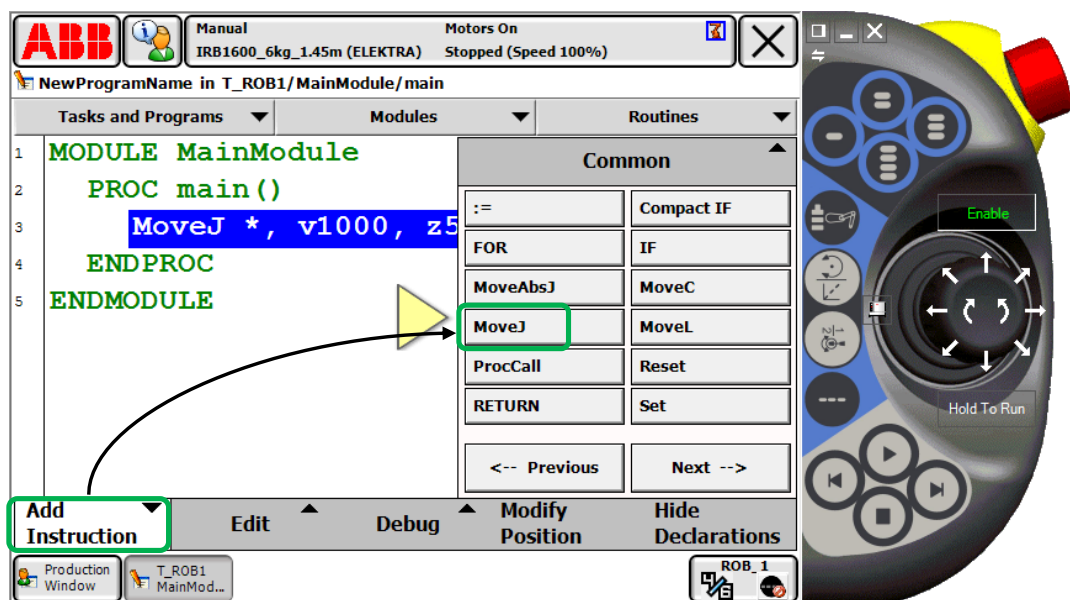 ABB
Manual
Motors On
IRB1600_6kg_1.45m (ELEKTRA)
Stopped (Speed 100%)
NewProgramName in T_ROB1/MainModule/main
Tasks and Programs
Modules
Routines
1 MODULE MainModule
2 PROC main()
3 MoveJ *, v1000, z5
4 ENDPROC
5 ENDMODULE
Common
:=
Compact IF
FOR
IF
MoveAbsJ
MoveC
MoveJ
MoveL
ProcCall
Reset
RETURN
Set
<-- Previous
Next -->
Add
Instruction
Edit
Debug
Modify
Position
Hide
Declarations
Production
Window
T_ROB1
MainMod...
ROB_1
Enable
Hold To Run